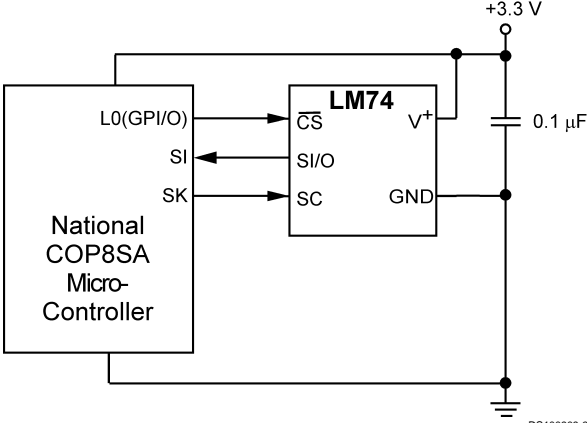 +3.3 V
LM74
L0(GPI/O)
CS
V+
0.1 µF
SI
SI/O
SK
SC
GND
National
COP8SA
Micro-
Controller